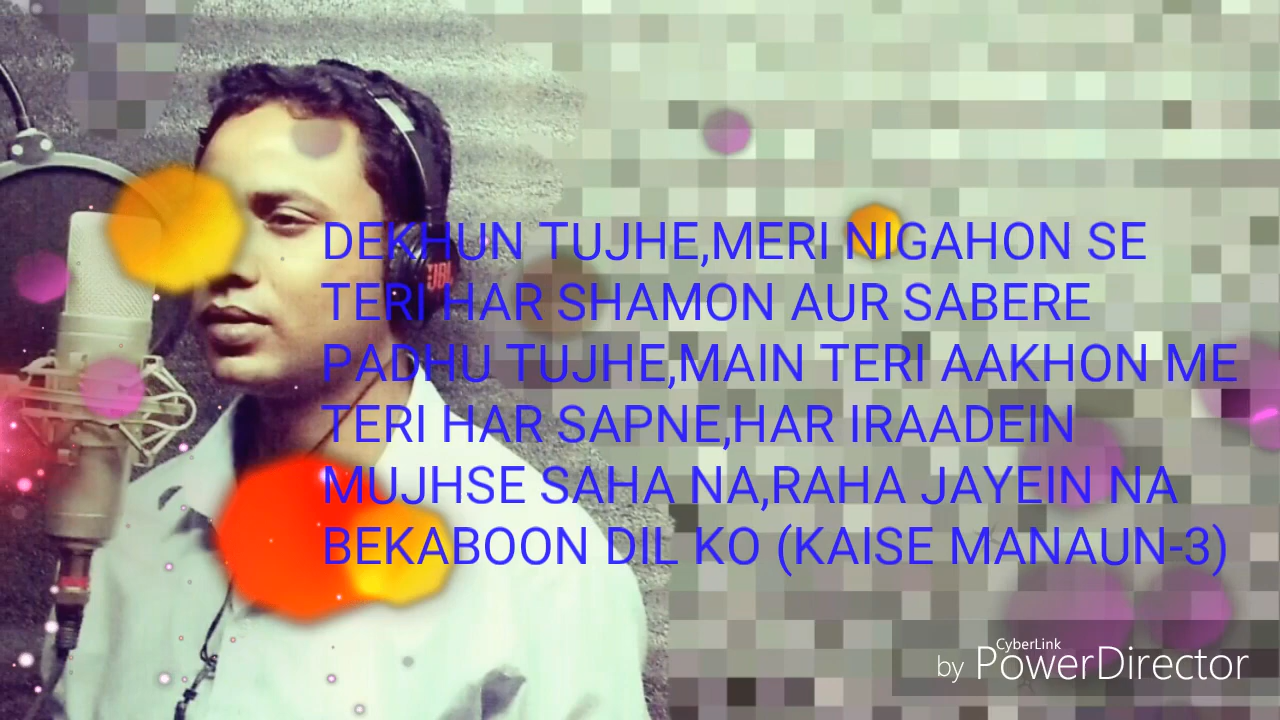 DEKHUN TUJHE,MERI NIGAHON SE
TERI HAR SHAMON AUR SABERE
PADHU TUJHE,MAIN TERI AAKHON ME
TERI HAR SAPNE,HAR IRAADEIN
MUJHSE SAHA NA,RAHA JAYEIN NA
BEKABOON DIL KO (KAISE MANAUN-3)
JBL
CyberLink
by PowerDirector